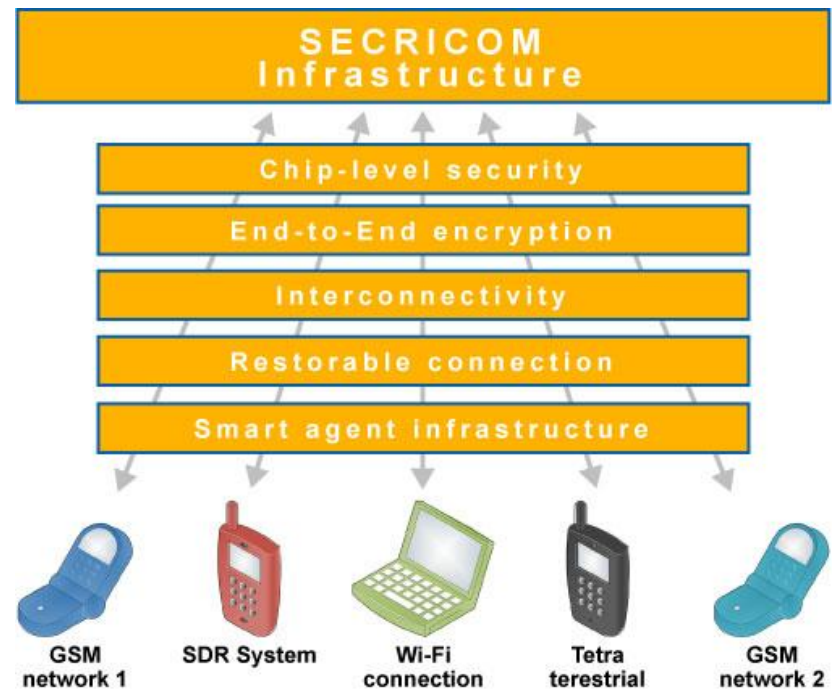 SECRICOM
Infrastructure
Chip-level security
End-to-End encryption
Interconnectivity
Restorable connection
Smart agent infrastructure
GSM
network 1
SDR System
Wi-Fi
connection
Tetra
terestrial
GSM
network 2